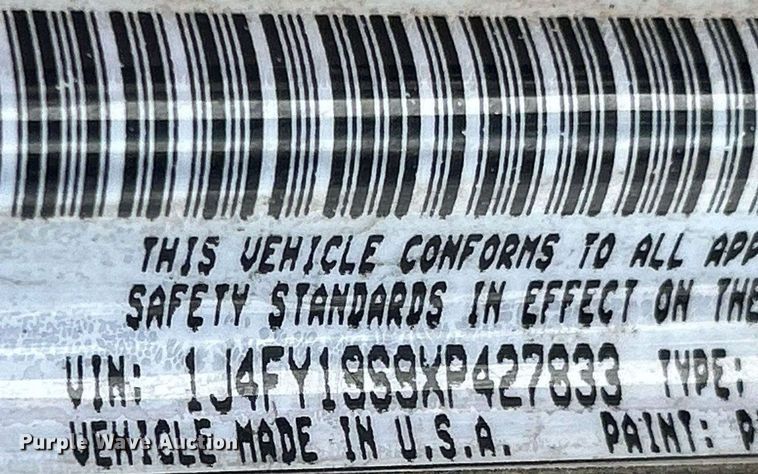 THIS VEHICLE CONFORMS TO ALL APP
SAFETY STANDARDS IN EFFECT ON THE
VIN: 1J4FY19S9XP427833 TYPE:
VEHICLE MADE IN U.S.A. PAINT: P
Purple Wave Auction